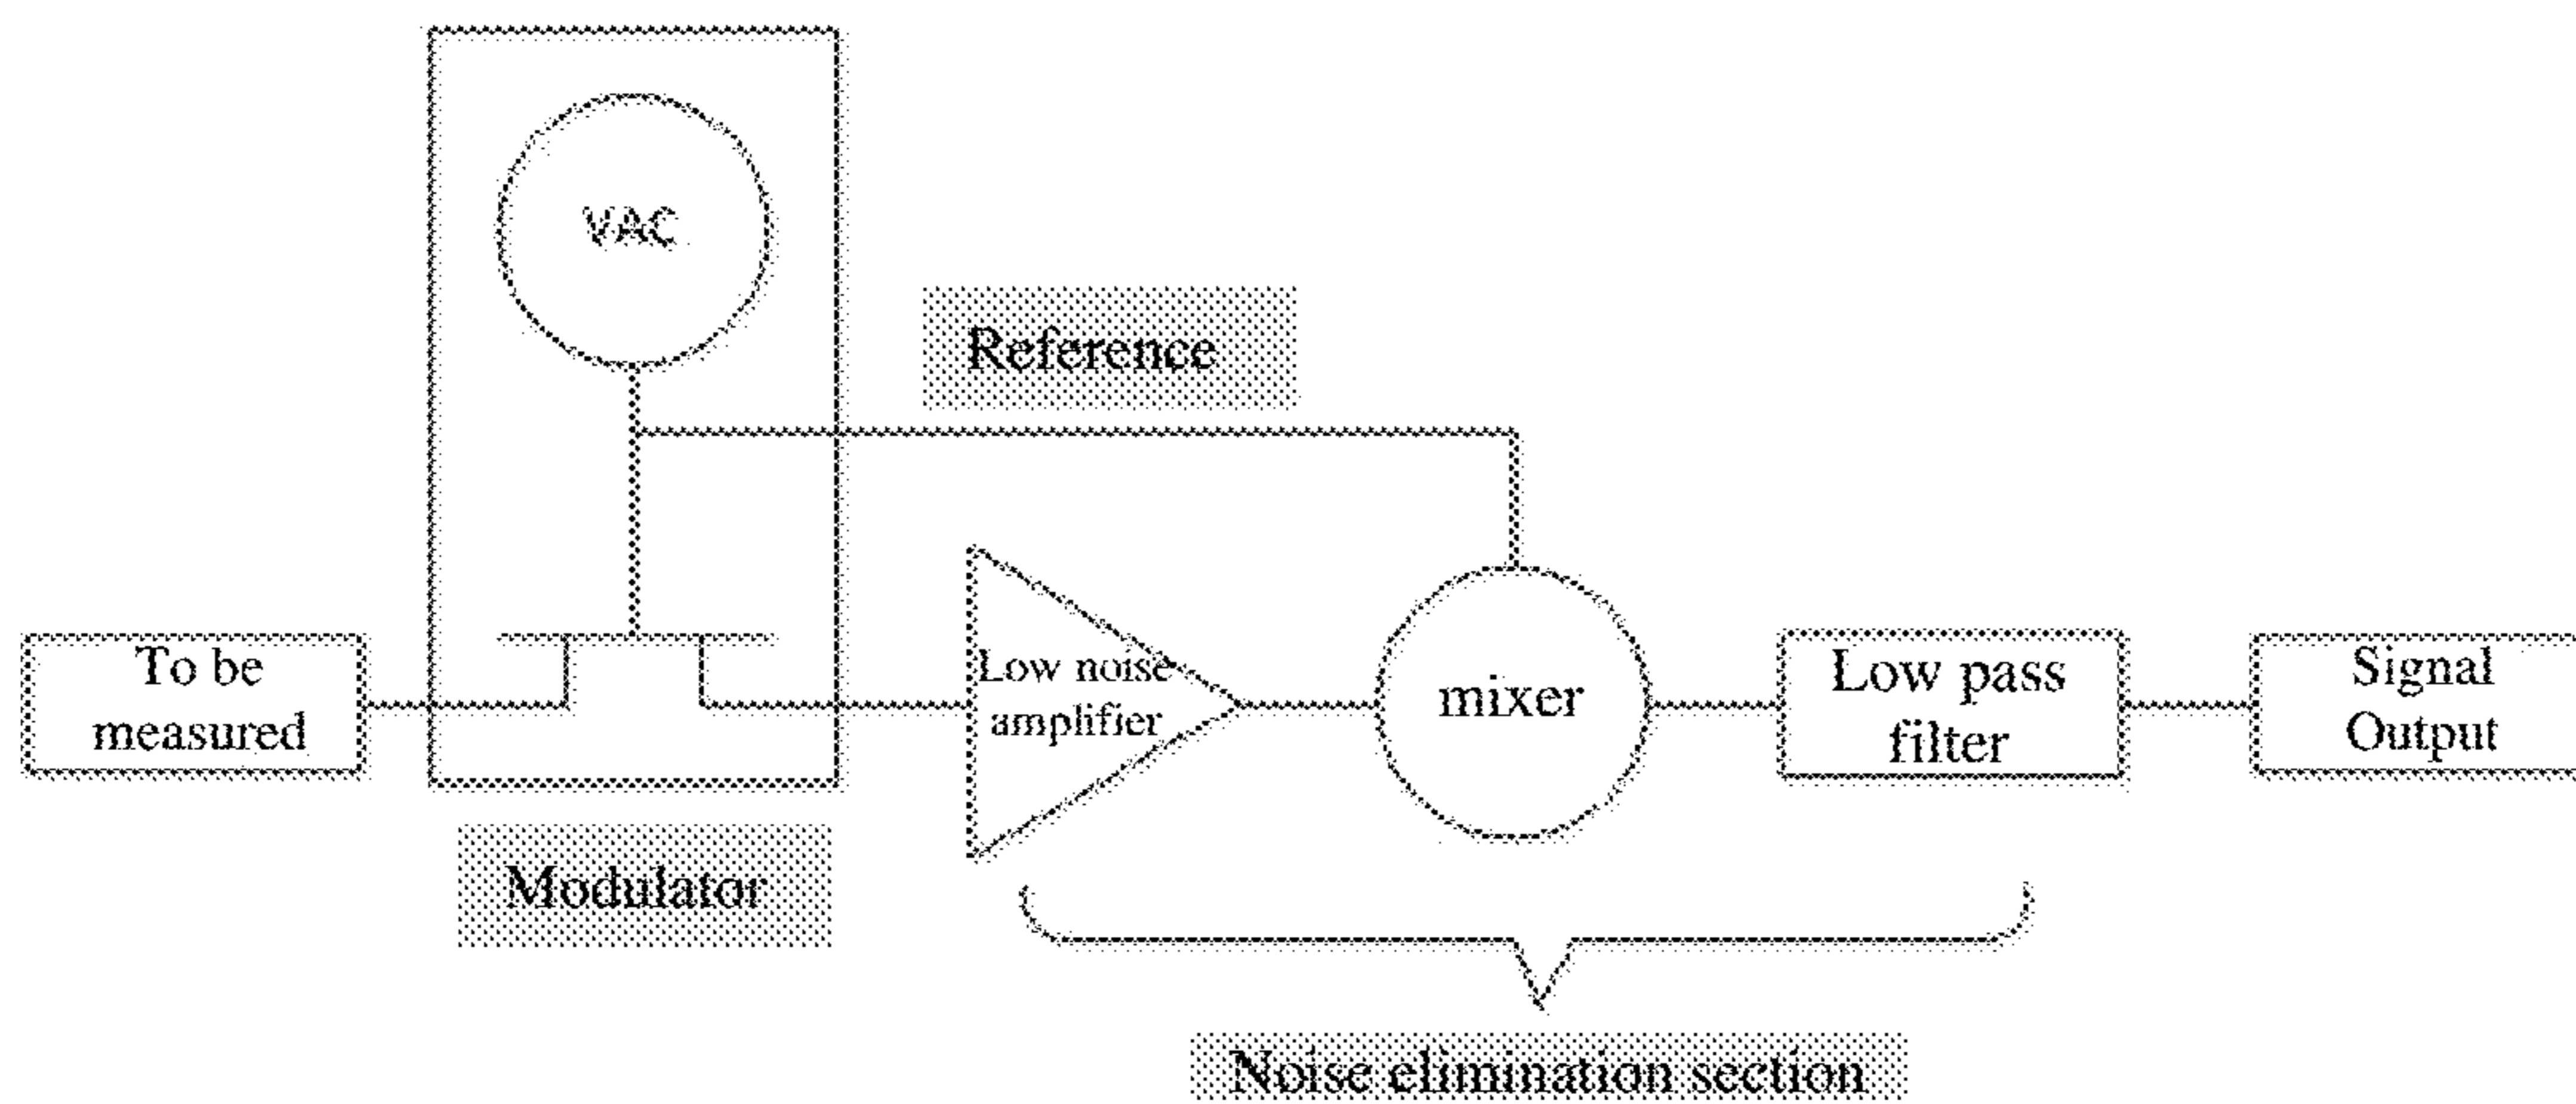 VAC
Reference
To be
measured
Low noise
amplifier
mixer
Low pass
filter
Signal
Output
Modulator
Noise elimination section